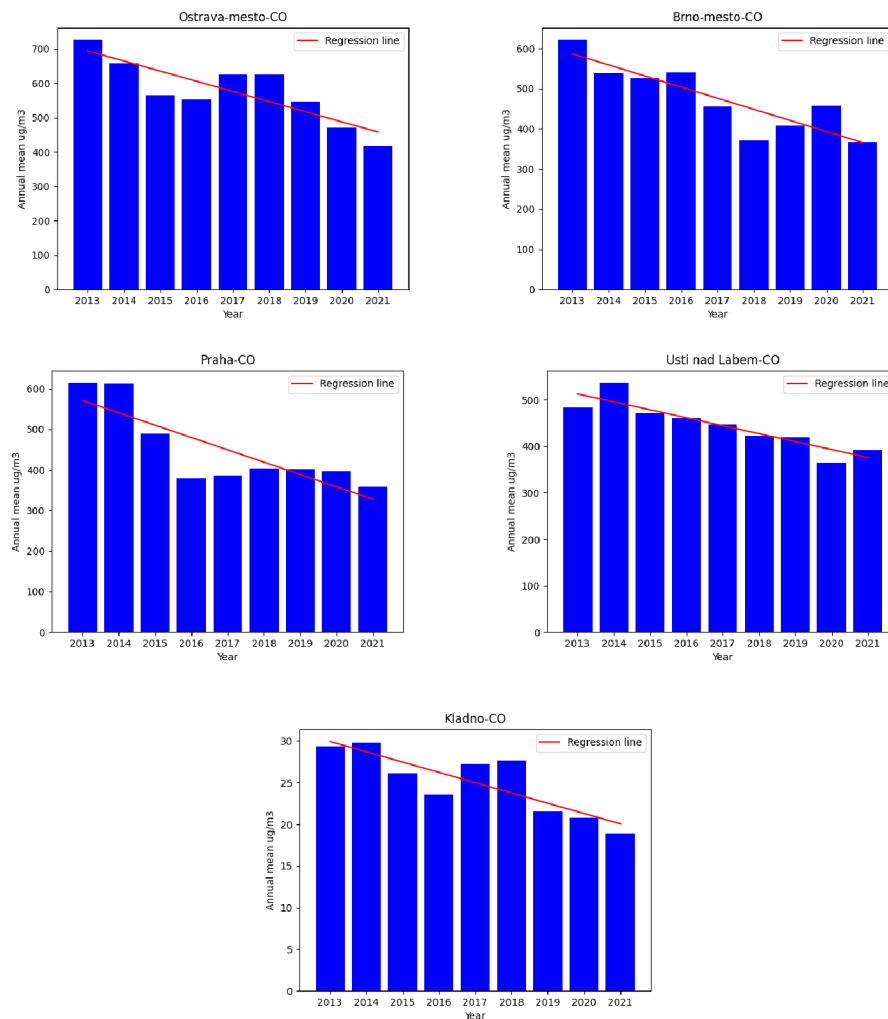 Ostrava-mesto-CO
Regression line
700
600
500
400
300
200
100
0
Annual mean ug/m3
2013 2014 2015 2016 2017 2018 2019 2020 2021
Year
Brno-mesto-CO
Regression line
600
500
400
300
200
100
0
Annual mean ug/m3
2013 2014 2015 2016 2017 2018 2019 2020 2021
Year
Praha-CO
Regression line
600
500
400
300
200
100
0
Annual mean ug/m3
2013 2014 2015 2016 2017 2018 2019 2020 2021
Year
Usti nad Labem-CO
Regression line
500
400
300
200
100
0
Annual mean ug/m3
2013 2014 2015 2016 2017 2018 2019 2020 2021
Year
Kladno-CO
Regression line
30
25
20
15
10
5
0
Annual mean ug/m3
2013 2014 2015 2016 2017 2018 2019 2020 2021
Year